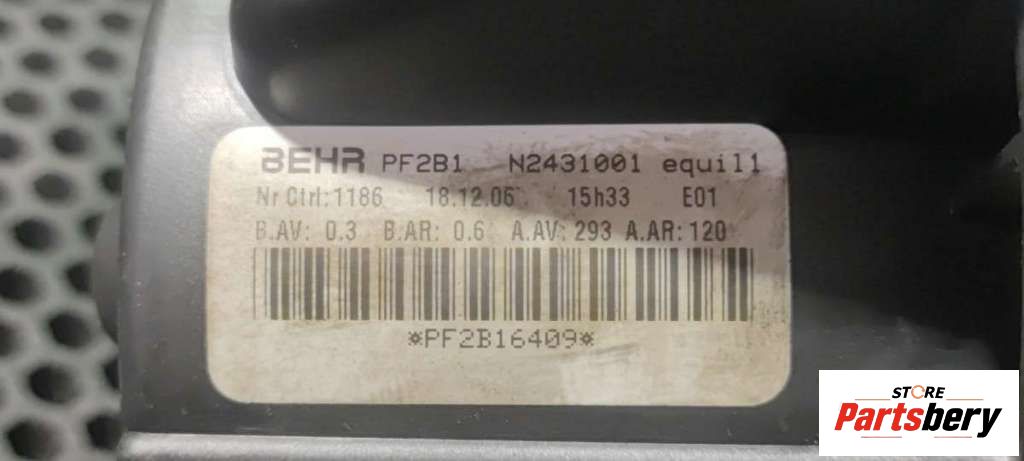 BEHR PF2B1 N2431001 equil1
Nr Ctrl:1186 18.12.06 15h33 E01
B.AV: 0.3 B.AR: 0.6 A.AV: 293 A.AR: 120
*PF2B16409*
STORE
Partsbery